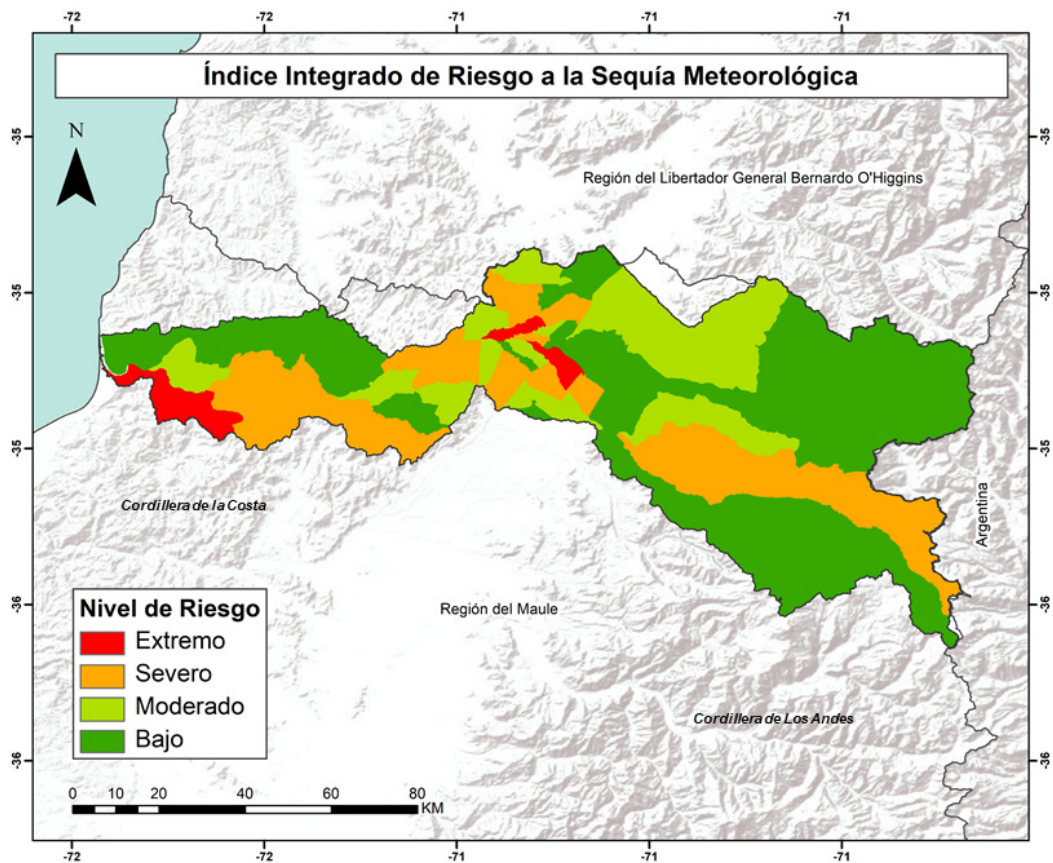 -72 -72 -71 -71 -71
Índice Integrado de Riesgo a la Sequía Meteorológica
N
-35 -35
Región del Libertador General Bernardo O'Higgins
-35 -35
-35 -35
Cordillera de la Costa
Argentina
Nivel de Riesgo
Extremo
Severo
Moderado
Bajo
Región del Maule
-36 -36
Cordillera de Los Andes
-36 -36
0 10 20 40 60 80
KM
-72 -72 -71 -71 -71